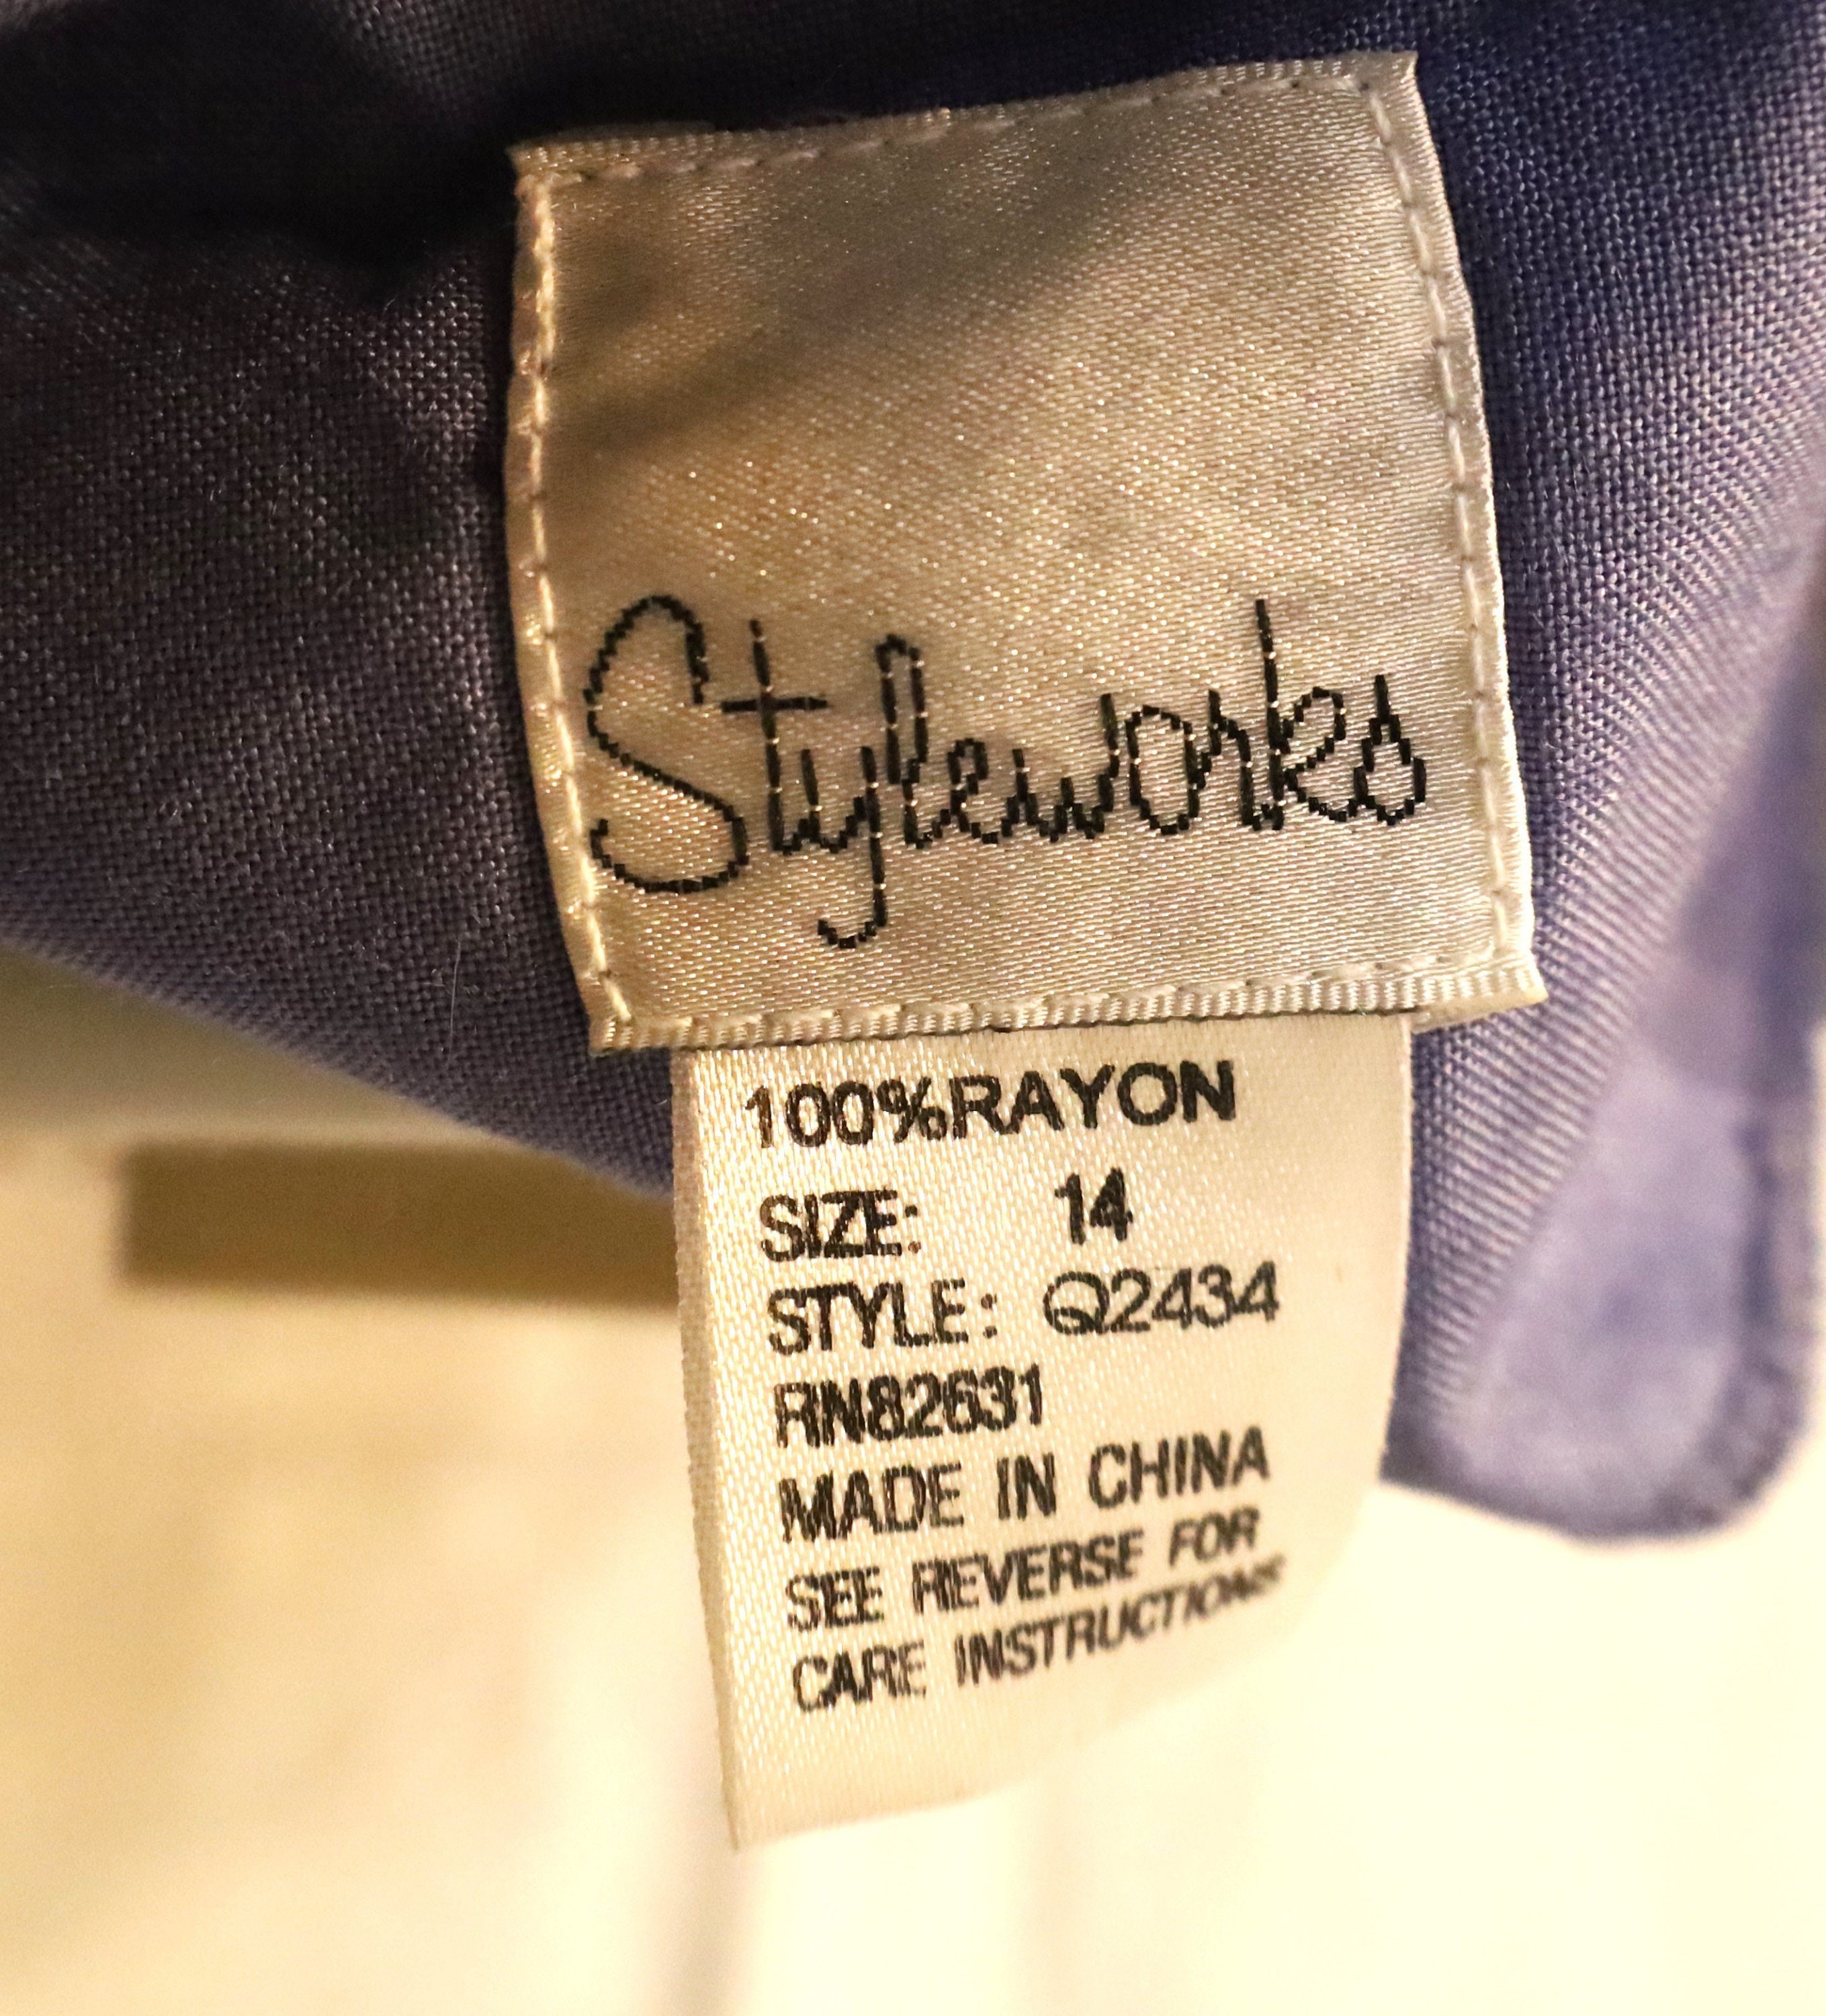 Styleworks
100%RAYON
SIZE: 14
STYLE: Q2434
RN82631
MADE IN CHINA
SEE REVERSE FOR
CARE INSTRUCTIONS